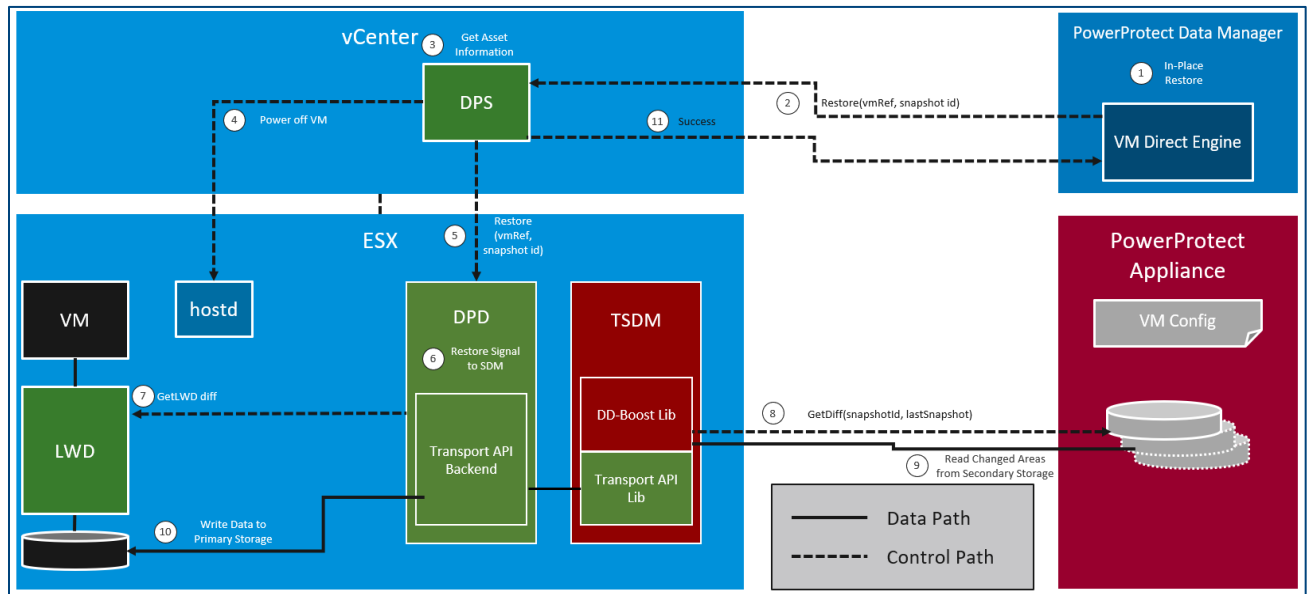 vCenter
3
Get Asset
Information
DPS
4
Power off VM
11
Success
2
Restore(vmRef, snapshot id)
PowerProtect Data Manager
1
In-Place
Restore
VM Direct Engine
ESX
5
Restore
(vmRef,
snapshot id)
VM
hostd
DPD
6
Restore Signal
to SDM
TSDM
7
GetLWD diff
LWD
Transport API
Backend
DD-Boost Lib
Transport API
Lib
10
Write Data to
Primary Storage
8
GetDiff(snapshotId, lastSnapshot)
9
Read Changed Areas
from Secondary Storage
PowerProtect
Appliance
VM Config
Data Path
Control Path